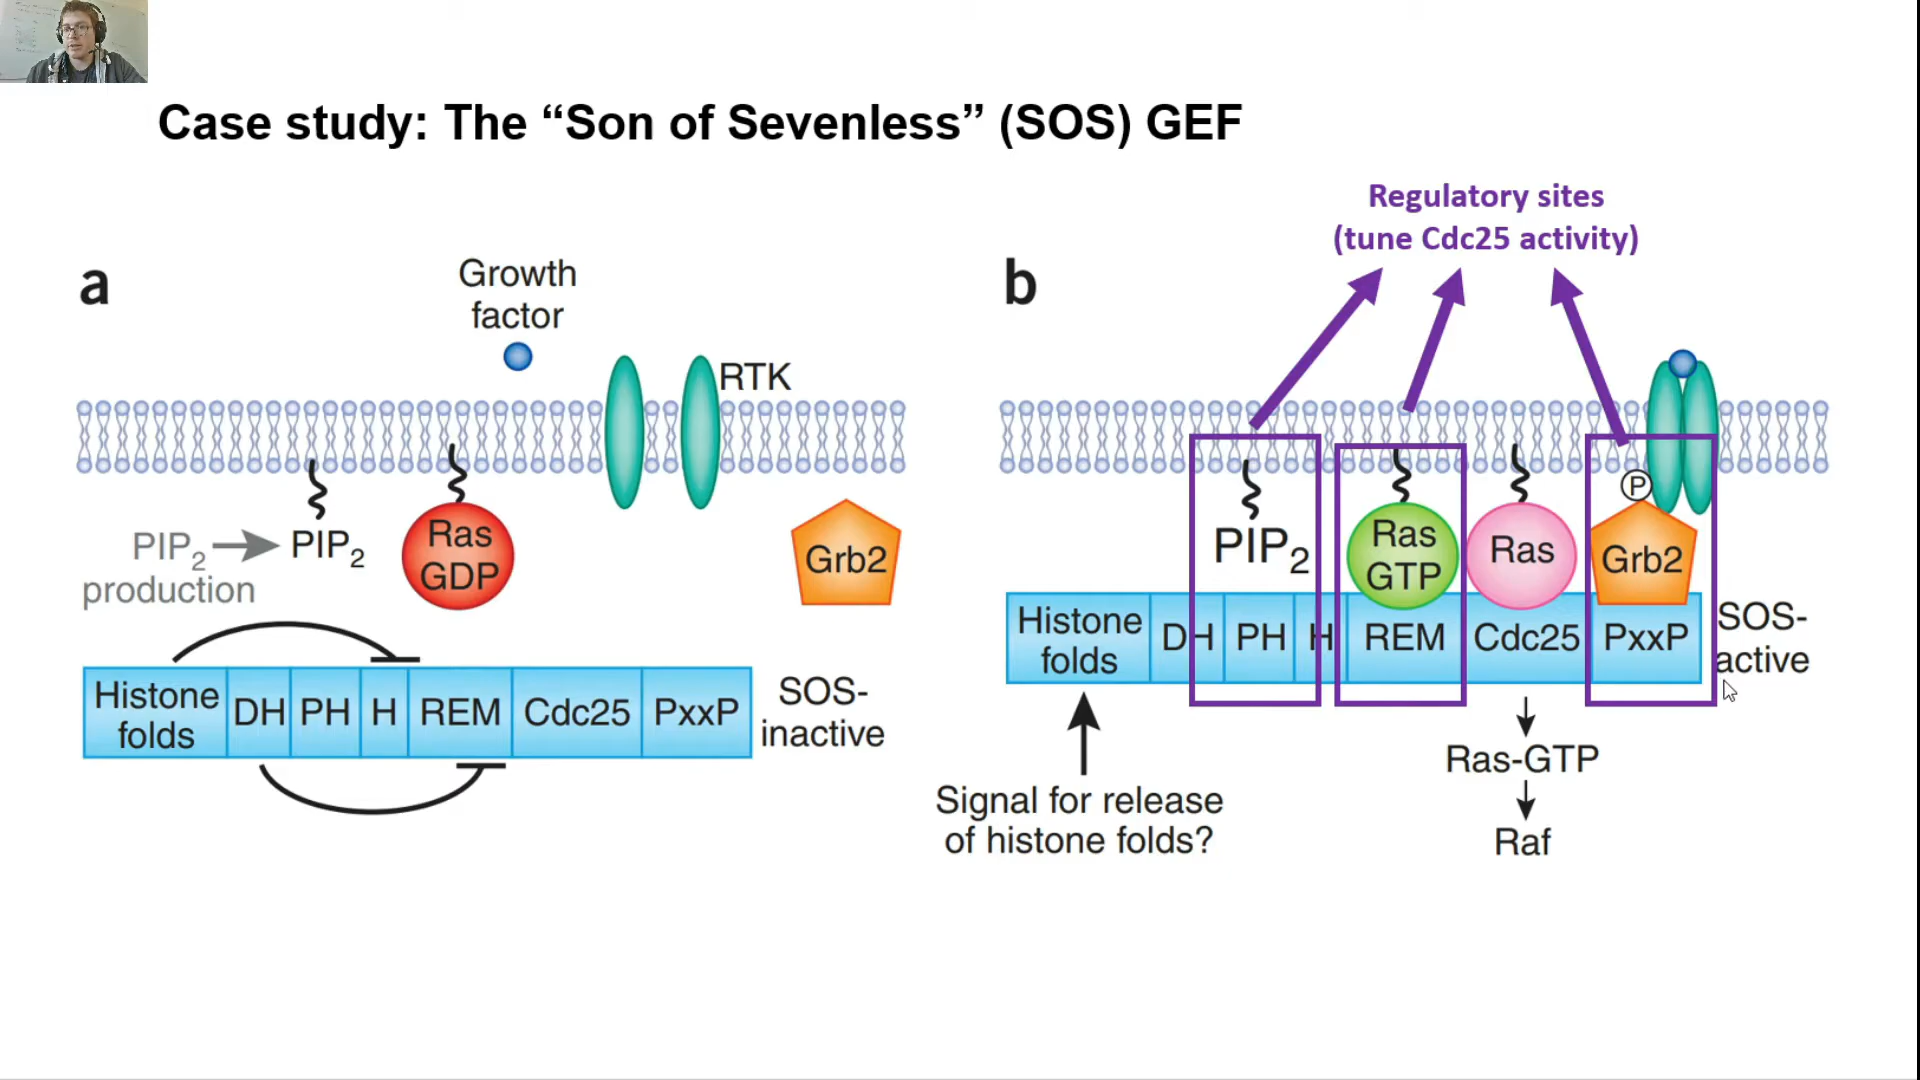 Case study: The “Son of Sevenless” (SOS) GEF
Regulatory sites
(tune Cdc25 activity)
a
Growth
factor
RTK
PIP2
production
PIP2
Ras
GDP
Grb2
Histone
folds
DH
PH
H
REM
Cdc25
PxxP
SOS-
inactive
b
P
PIP2
Ras
GTP
Ras
Grb2
Histone
folds
DH
PH
H
REM
Cdc25
PxxP
SOS-
active
Signal for release
of histone folds?
Ras-GTP
Raf